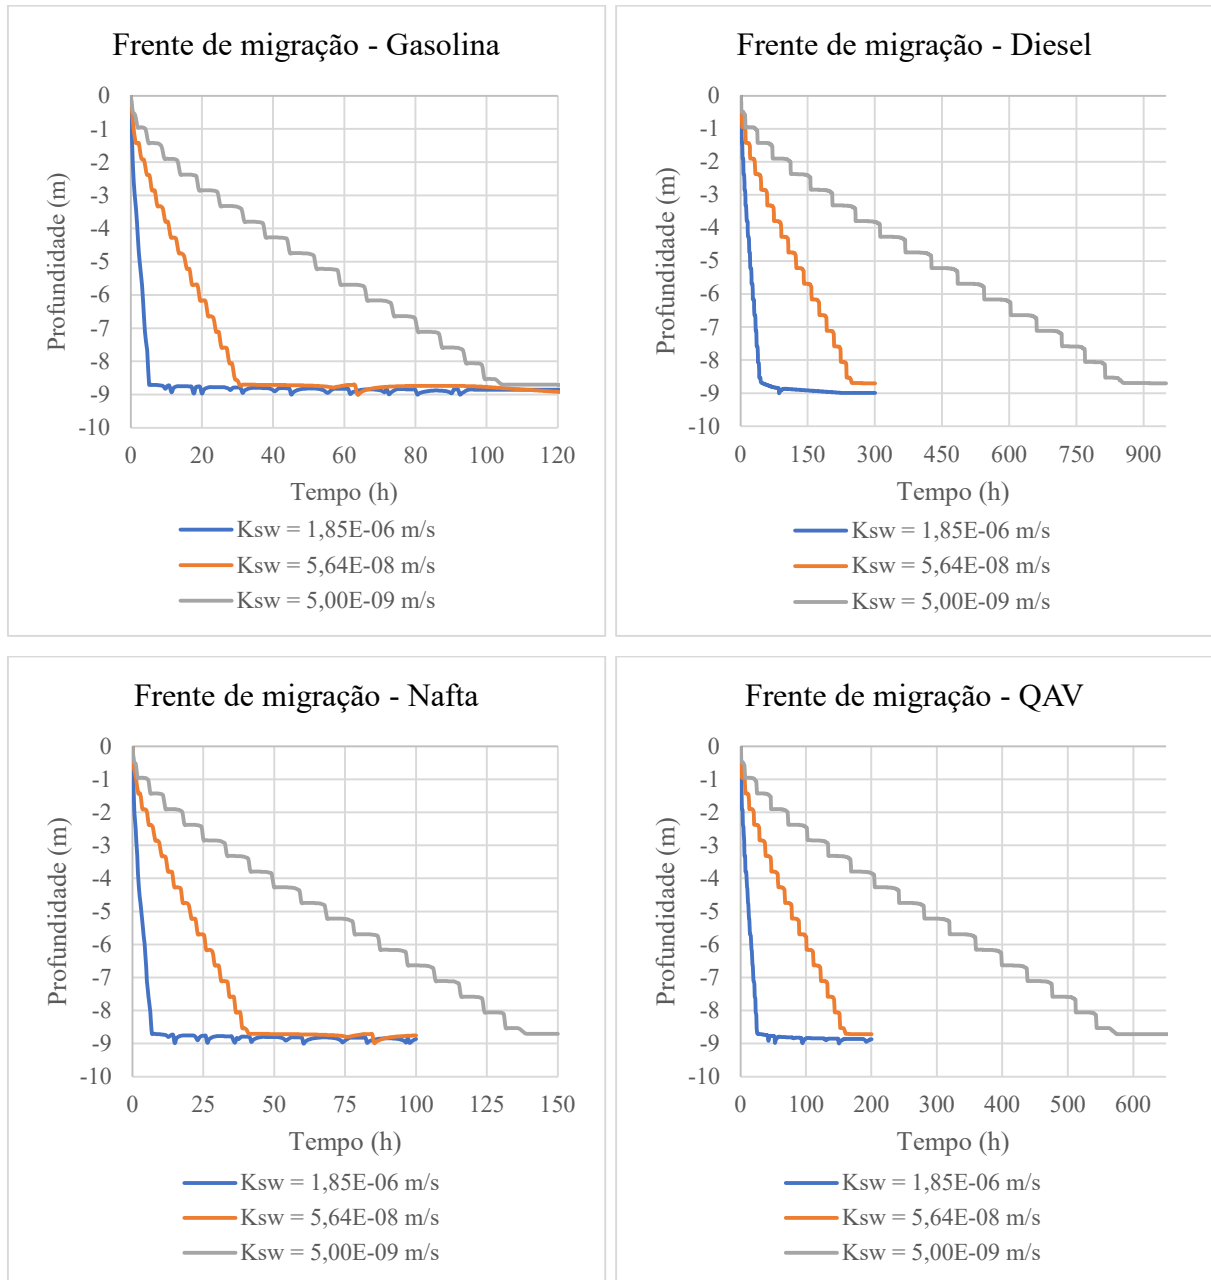 Frente de migração - Gasolina
0
-1
-2
-3
-4
-5
-6
-7
-8
-9
-10
Profundidade (m)
0 20 40 60 80 100 120
Tempo (h)
Ksw = 1,85E-06 m/s
Ksw = 5,64E-08 m/s
Ksw = 5,00E-09 m/s
Frente de migração - Diesel
0
-1
-2
-3
-4
-5
-6
-7
-8
-9
-10
Profundidade (m)
0 150 300 450 600 750 900
Tempo (h)
Ksw = 1,85E-06 m/s
Ksw = 5,64E-08 m/s
Ksw = 5,00E-09 m/s
Frente de migração - Nafta
0
-1
-2
-3
-4
-5
-6
-7
-8
-9
-10
Profundidade (m)
0 25 50 75 100 125 150
Tempo (h)
Ksw = 1,85E-06 m/s
Ksw = 5,64E-08 m/s
Ksw = 5,00E-09 m/s
Frente de migração - QAV
0
-1
-2
-3
-4
-5
-6
-7
-8
-9
-10
Profundidade (m)
0 100 200 300 400 500 600
Tempo (h)
Ksw = 1,85E-06 m/s
Ksw = 5,64E-08 m/s
Ksw = 5,00E-09 m/s